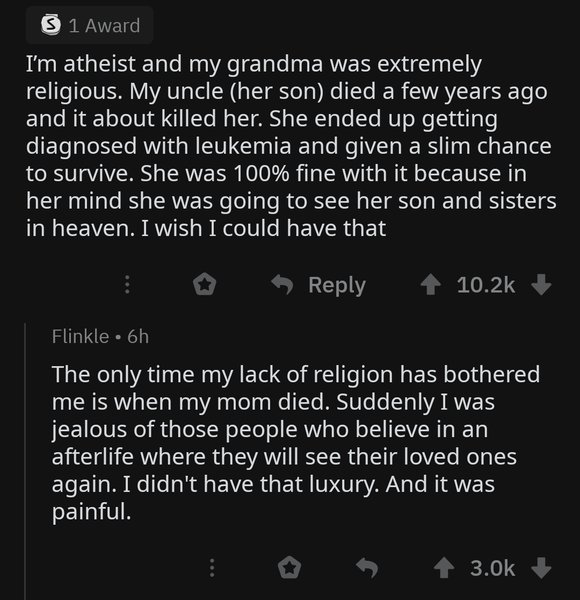 1 Award
I’m atheist and my grandma was extremely
religious. My uncle (her son) died a few years ago
and it about killed her. She ended up getting
diagnosed with leukemia and given a slim chance
to survive. She was 100% fine with it because in
her mind she was going to see her son and sisters
in heaven. I wish I could have that
Reply 10.2k
Flinkle • 6h
The only time my lack of religion has bothered
me is when my mom died. Suddenly I was
jealous of those people who believe in an
afterlife where they will see their loved ones
again. I didn't have that luxury. And it was
painful.
3.0k